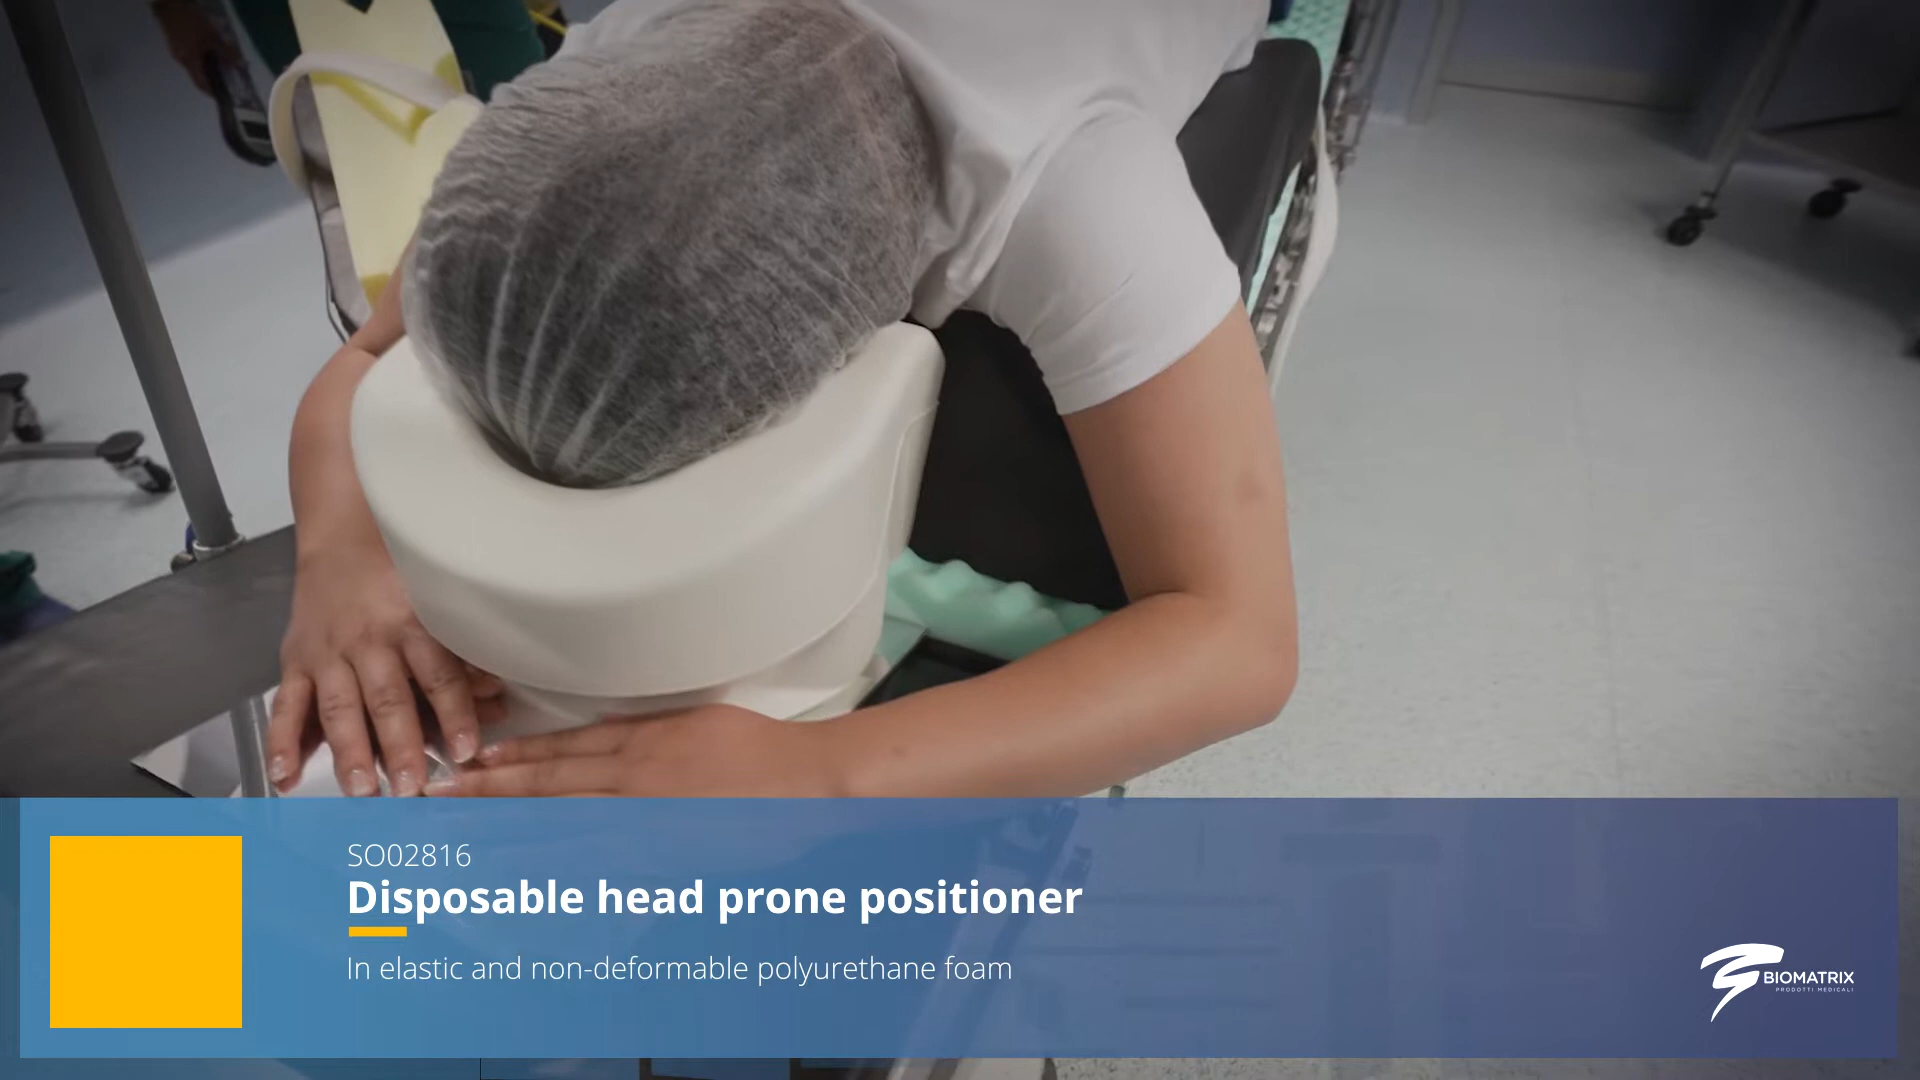 SO02816
Disposable head prone positioner
In elastic and non-deformable polyurethane foam
BIOMATRIX
PRODOTTI MEDICALI